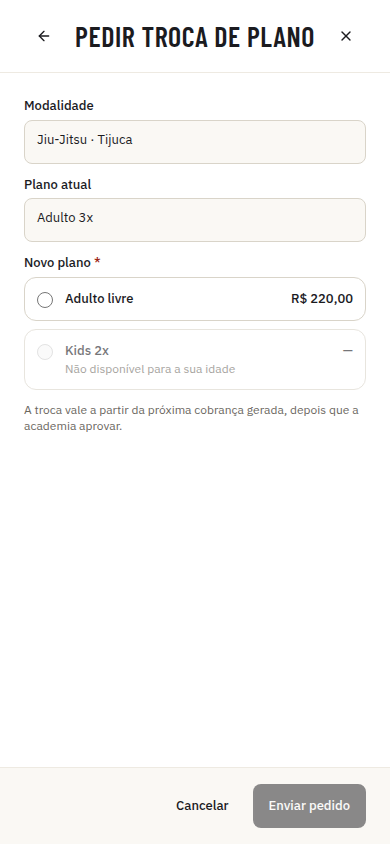 PEDIR TROCA DE PLANO
Modalidade
Jiu-Jitsu · Tijuca
Plano atual
Adulto 3x
Novo plano *
Adulto livre R$ 220,00
Kids 2x —
Não disponível para a sua idade
A troca vale a partir da próxima cobrança gerada, depois que a
academia aprovar.
Cancelar Enviar pedido